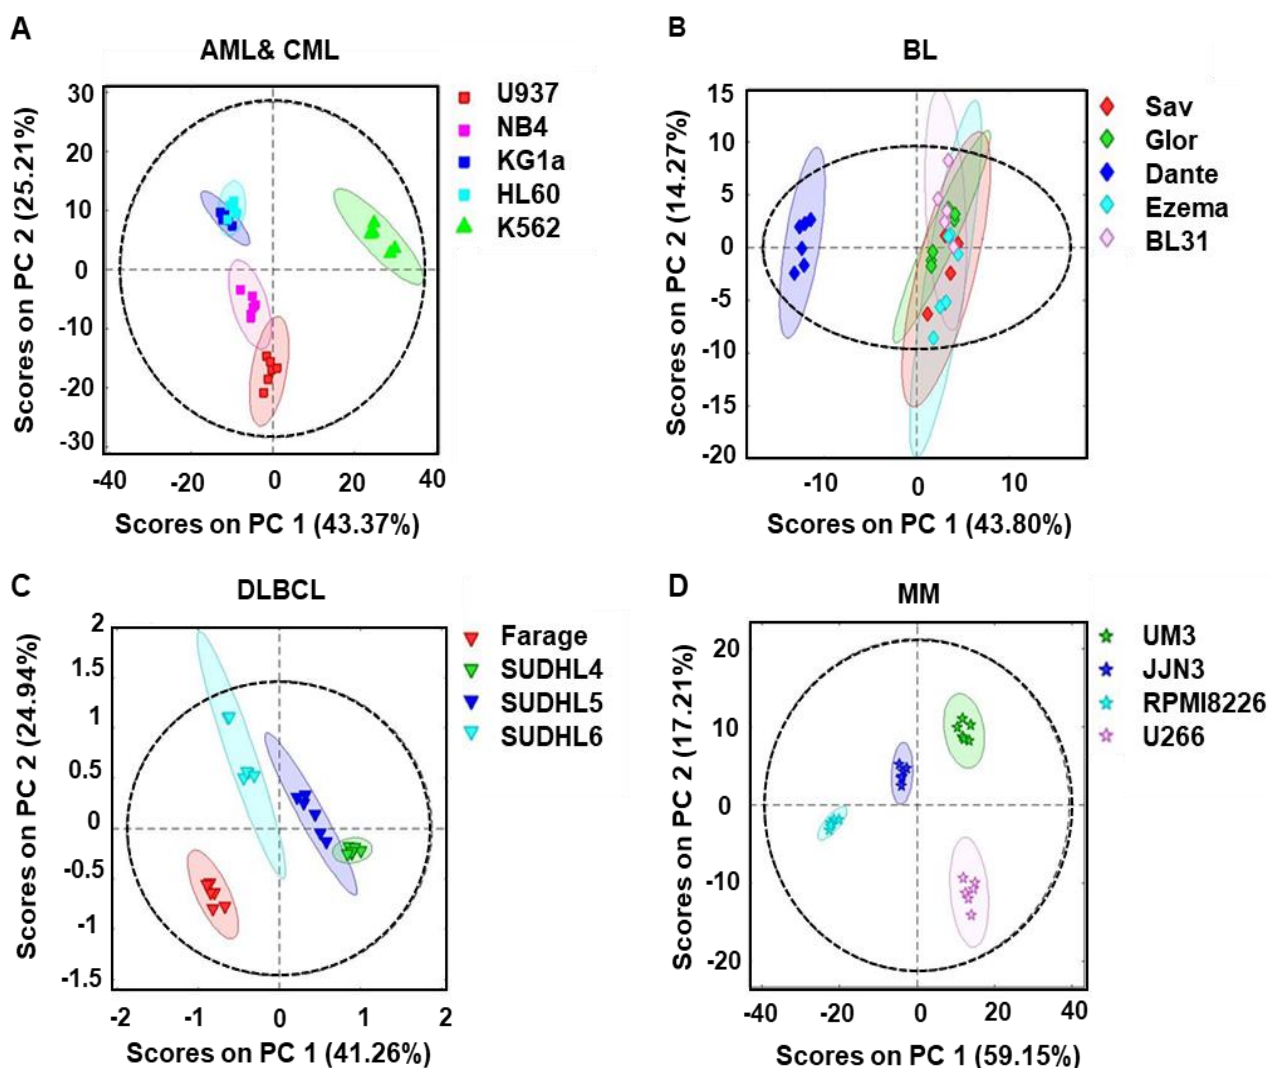 A
AML& CML
Scores on PC 2 (25.21%)
30
20
10
0
-10
-20
-30
-40
-20
0
20
40
Scores on PC 1 (43.37%)
U937
NB4
KG1a
HL60
K562
B
BL
Scores on PC 2 (14.27%)
15
10
5
0
-5
-10
-15
-20
-10
0
10
Scores on PC 1 (43.80%)
Sav
Glor
Dante
Ezema
BL31
C
DLBCL
Scores on PC 2 (24.94%)
2
1.5
1
0.5
0
-0.5
-1
-1.5
-2
-1
0
1
2
Scores on PC 1 (41.26%)
Farage
SUDHL4
SUDHL5
SUDHL6
D
MM
Scores on PC 2 (17.21%)
20
10
0
-10
-20
-40
-20
0
20
40
Scores on PC 1 (59.15%)
UM3
JJN3
RPMI8226
U266